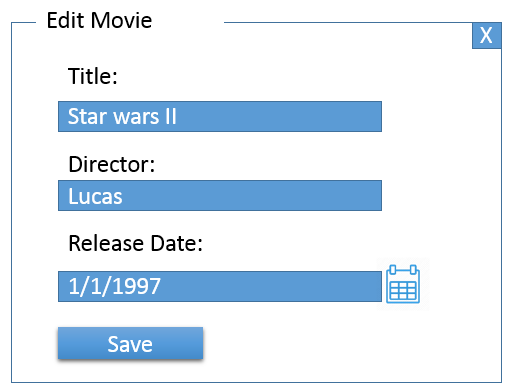 Edit Movie
X
Title:
Star wars II
Director:
Lucas
Release Date:
1/1/1997
Save